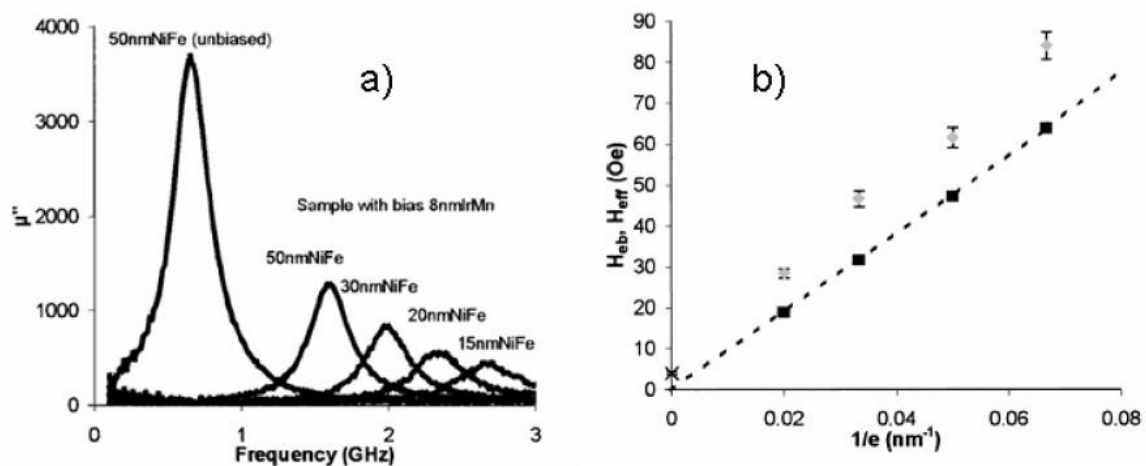 4000
50nmNiFe (unbiased)
a)
3000
µ''
2000
Sample with bias 8nmIrMn
50nmNiFe
30nmNiFe
1000
20nmNiFe
15nmNiFe
0
0 1 2 3
Frequency (GHz)
b)
90
80
70
60
50
40
30
20
10
0
Heb, Heff (Oe)
0 0.02 0.04 0.06 0.08
1/e (nm⁻¹)